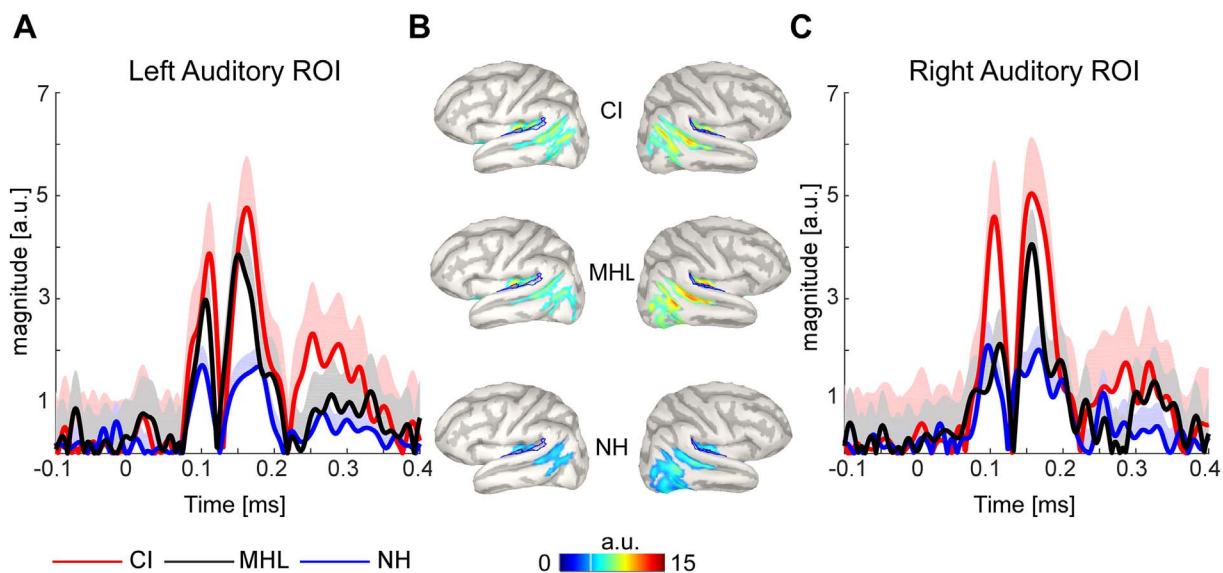 A
Left Auditory ROI
7
5
3
1
magnitude [a.u.]
-0.1
0
0.1
0.2
0.3
0.4
Time [ms]
B
CI
MHL
NH
C
Right Auditory ROI
7
5
3
1
magnitude [a.u.]
-0.1
0
0.1
0.2
0.3
0.4
Time [ms]
CI MHL NH
a.u.
0 15